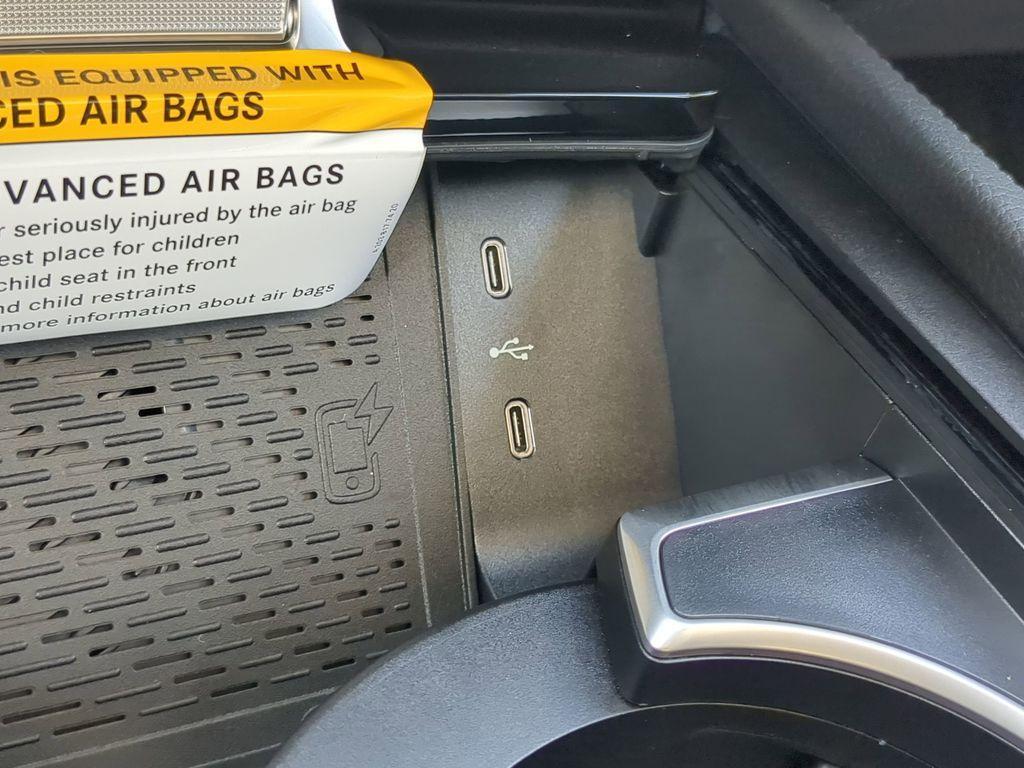 IS EQUIPPED WITH
CED AIR BAGS
VANCED AIR BAGS
r seriously injured by the air bag
est place for children
child seat in the front
nd child restraints
more information about air bags